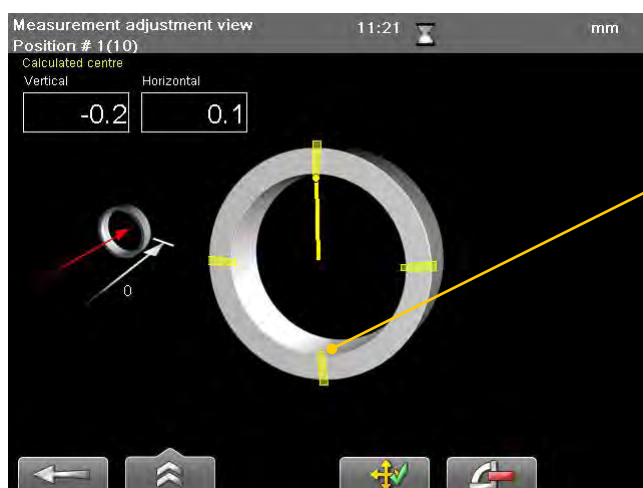 Measurement adjustment view 11:21 mm
Position # 1(10)
Calculated centre
Vertical Horizontal
-0.2 0.1
0